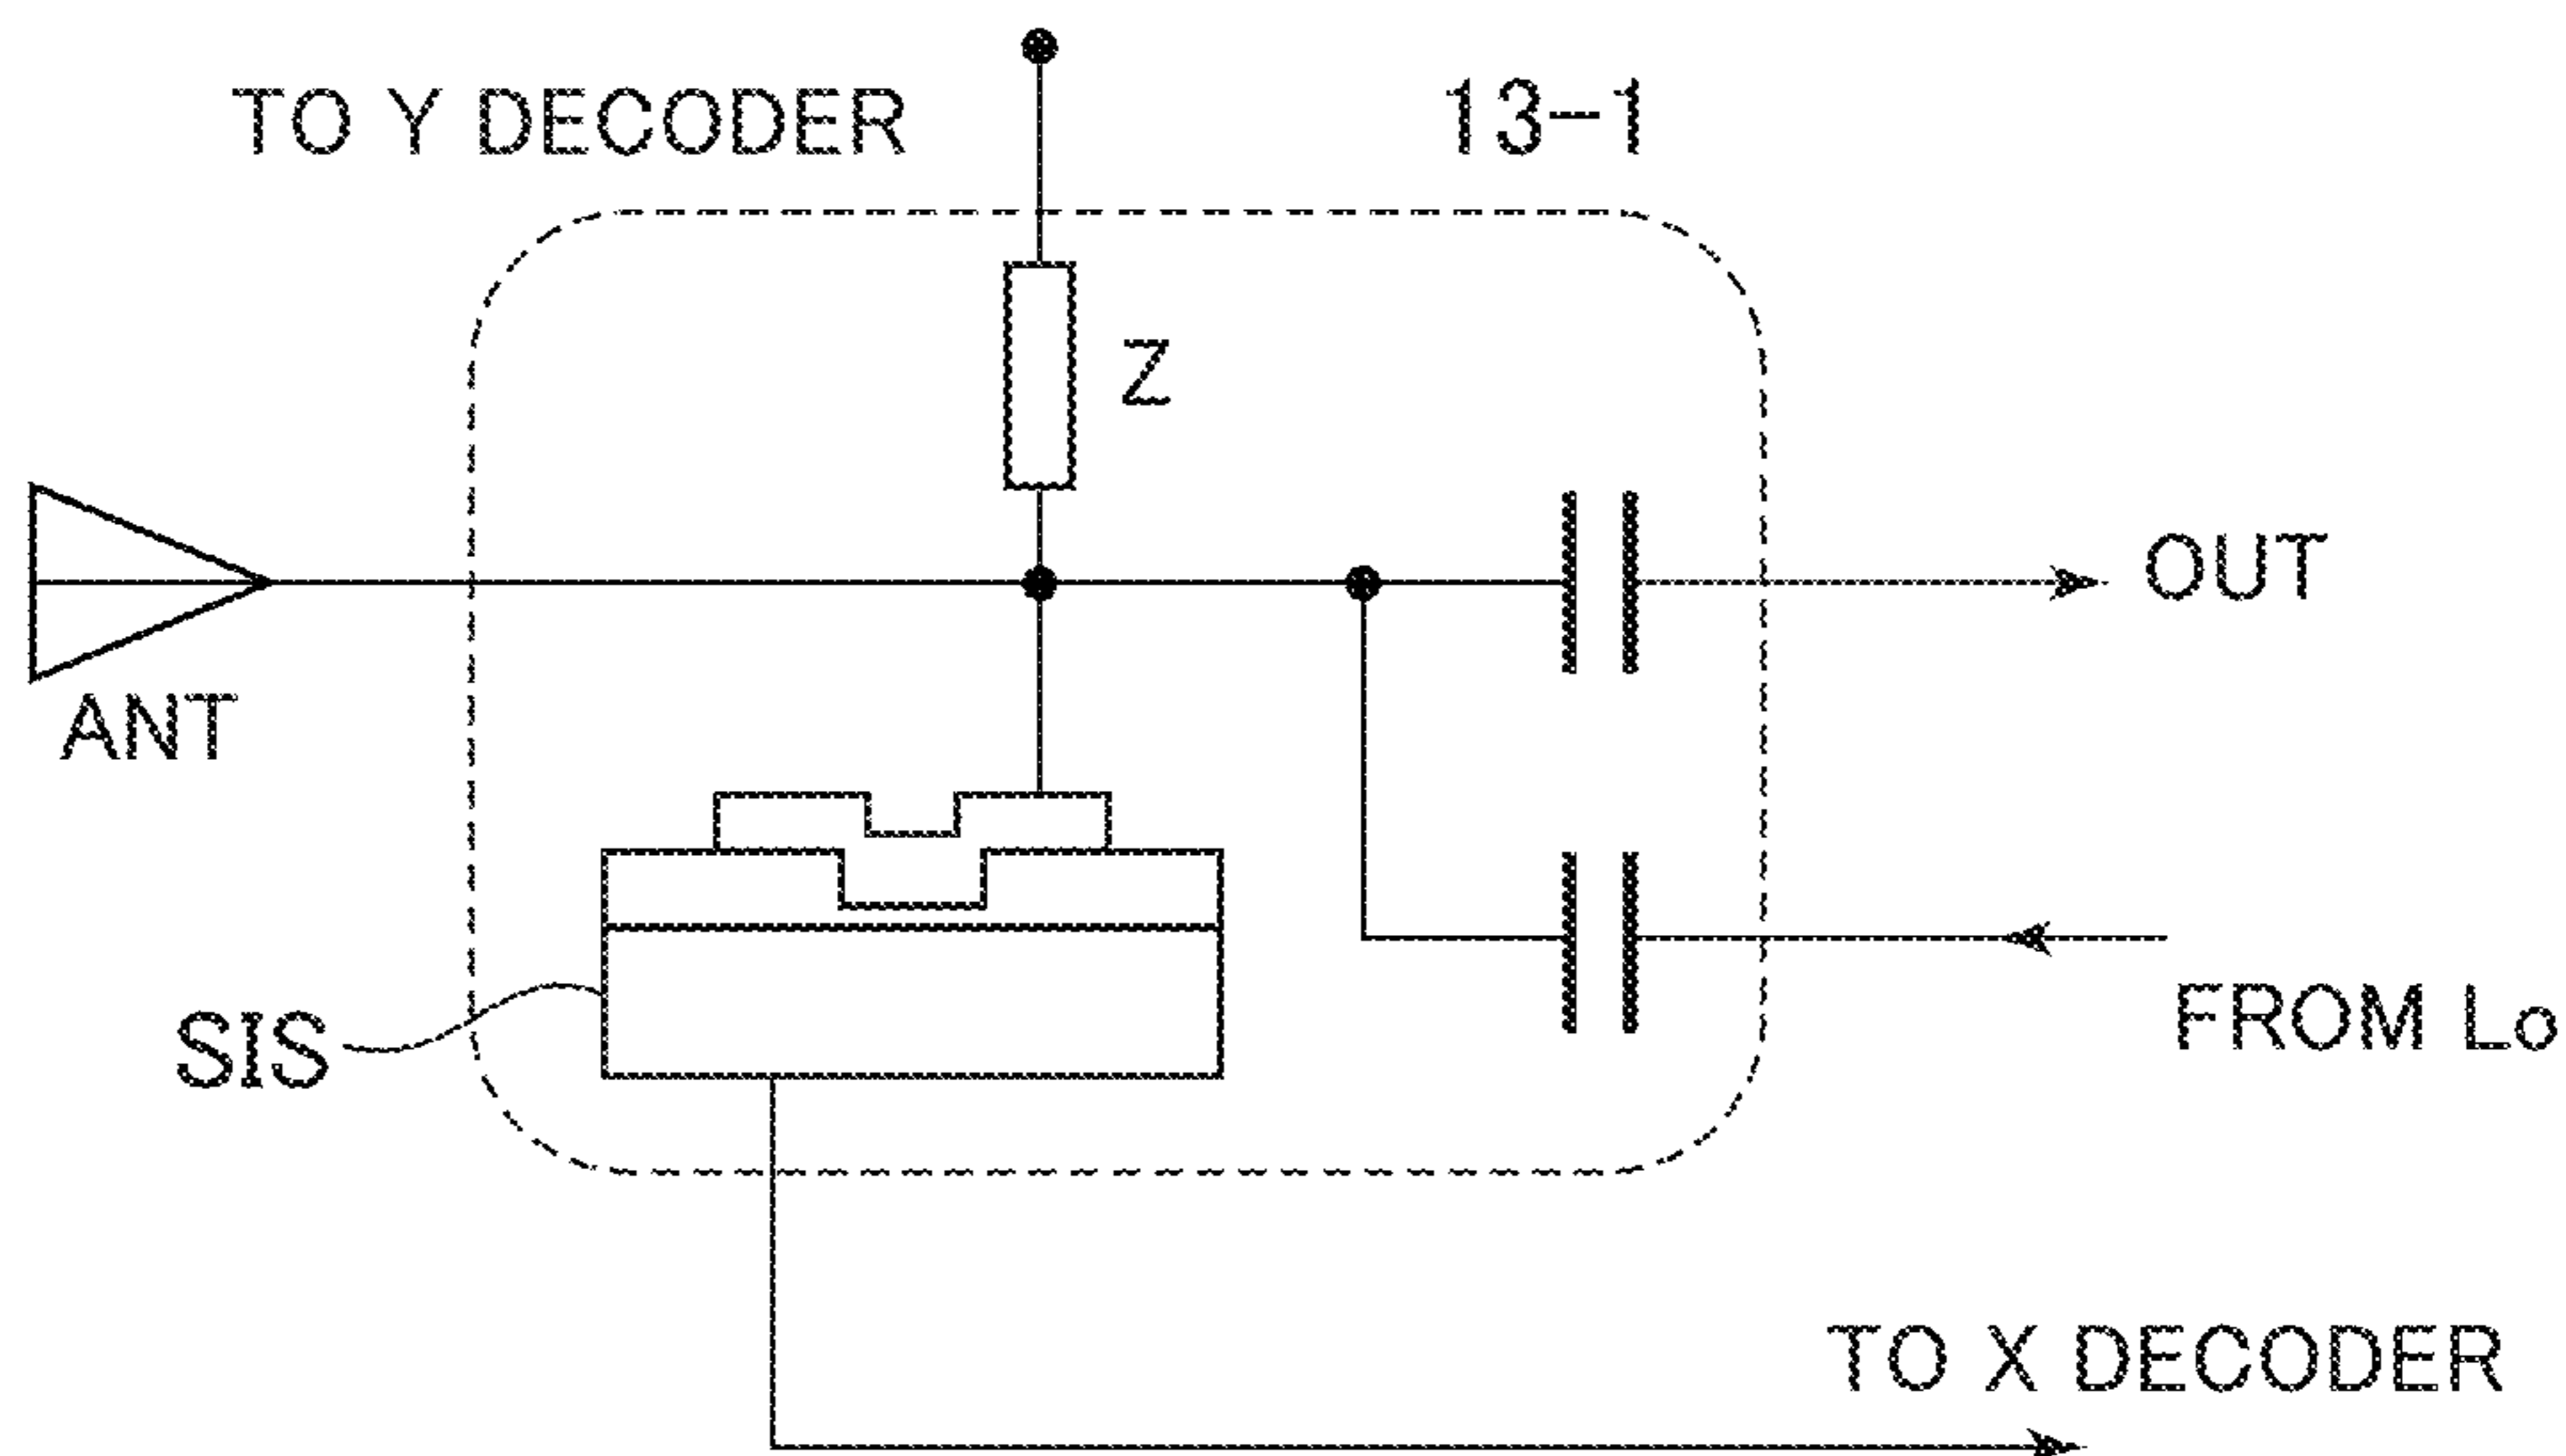 TO Y DECODER
13-1
Z
OUT
ANT
SIS
FROM Lo
TO X DECODER